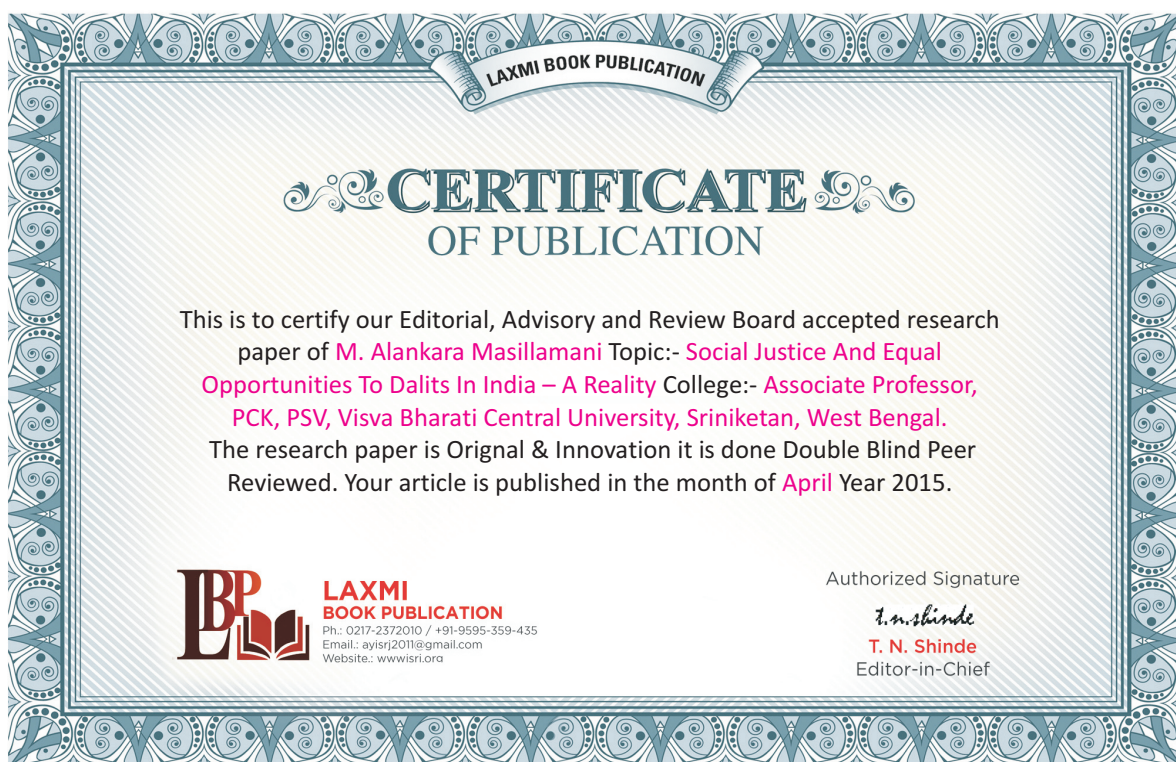 LAXMI BOOK PUBLICATION
CERTIFICATE
OF PUBLICATION
This is to certify our Editorial, Advisory and Review Board accepted research
paper of M. Alankara Masillamani Topic:- Social Justice And Equal
Opportunities To Dalits In India – A Reality College:- Associate Professor,
PCK, PSV, Visva Bharati Central University, Sriniketan, West Bengal.
The research paper is Orignal & Innovation it is done Double Blind Peer
Reviewed. Your article is published in the month of April Year 2015.
LBP
LAXMI
BOOK PUBLICATION
Ph.: 0217-2372010 / +91-9595-359-435
Email.: ayisrj2011@gmail.com
Website.: wwwisri.org
Authorized Signature
t.n.shinde
T. N. Shinde
Editor-in-Chief